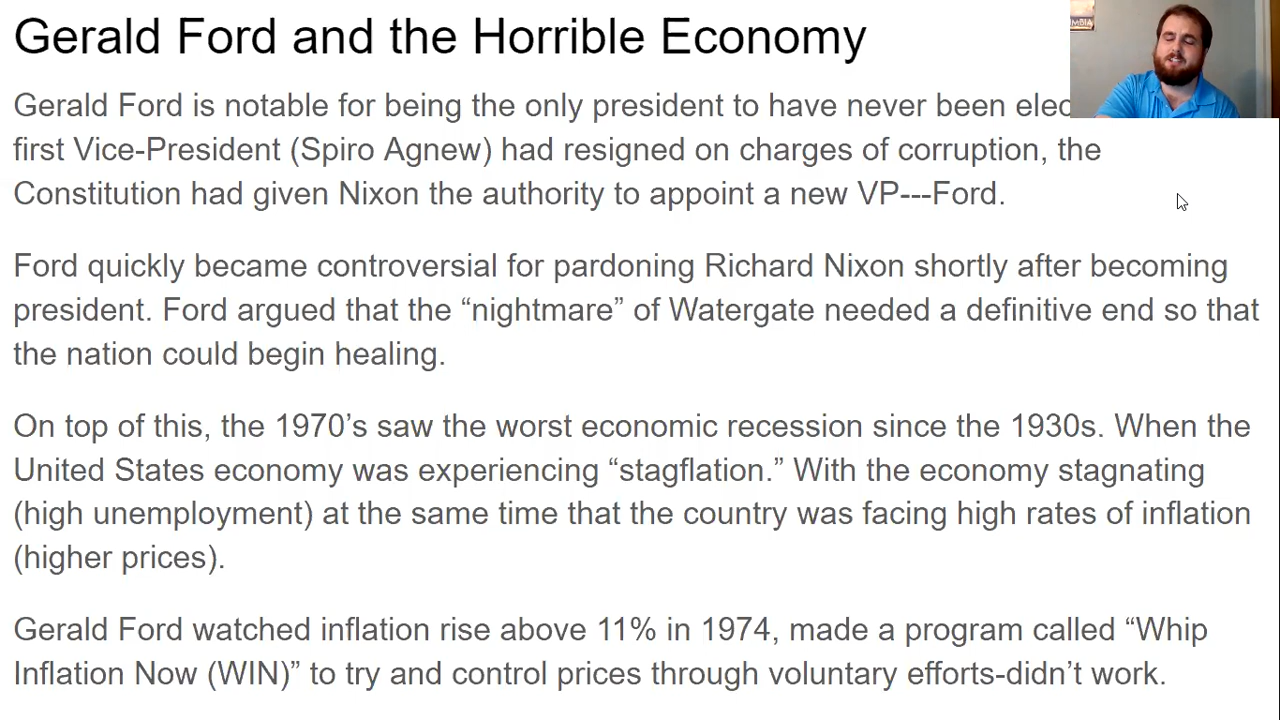 Gerald Ford and the Horrible Economy
Gerald Ford is notable for being the only president to have never been
first Vice-President (Spiro Agnew) had resigned on charges of corruption, the
Constitution had given Nixon the authority to appoint a new VP---Ford.
Ford quickly became controversial for pardoning Richard Nixon shortly after becoming
president. Ford argued that the “nightmare” of Watergate needed a definitive end so that
the nation could begin healing.
On top of this, the 1970’s saw the worst economic recession since the 1930s. When the
United States economy was experiencing “stagflation.” With the economy stagnating
(high unemployment) at the same time that the country was facing high rates of inflation
(higher prices).
Gerald Ford watched inflation rise above 11% in 1974, made a program called “Whip
Inflation Now (WIN)” to try and control prices through voluntary efforts-didn’t work.